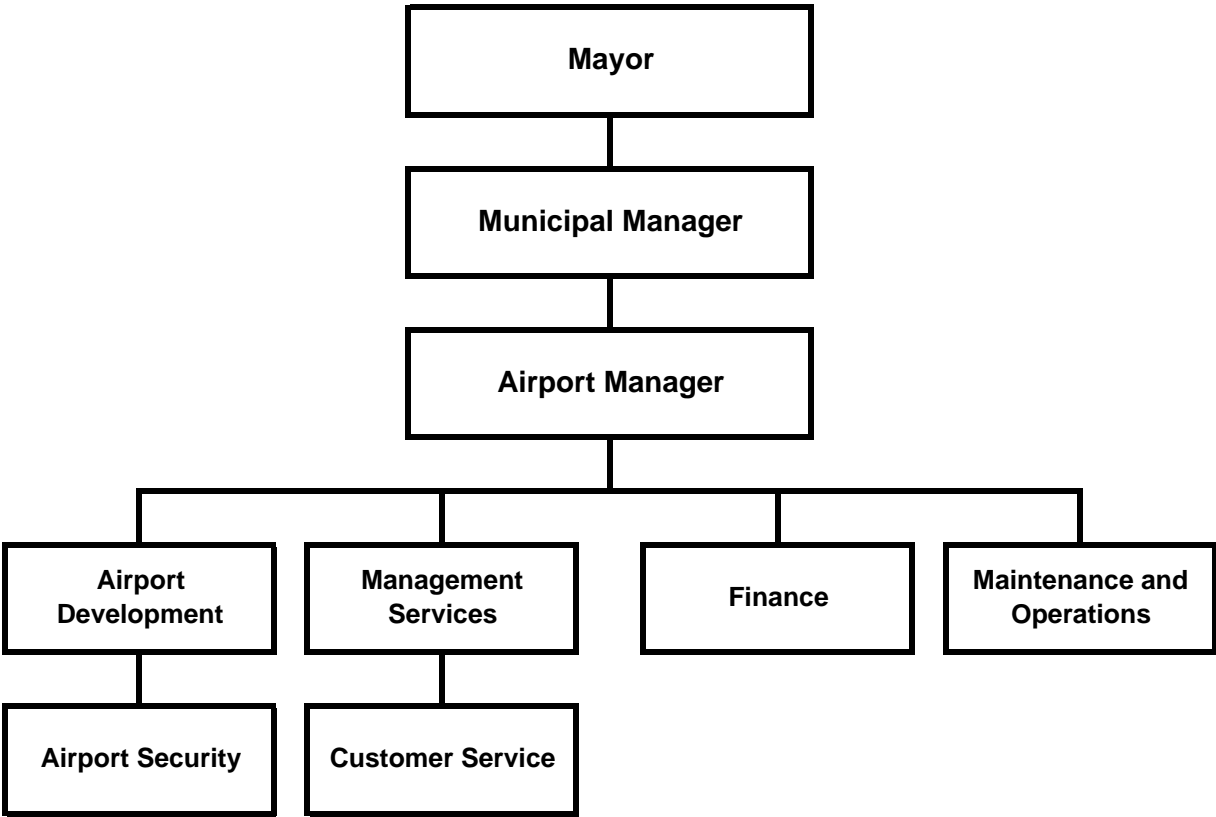 Mayor
Municipal Manager
Airport Manager
Airport
Development
Management
Services
Finance
Maintenance and
Operations
Airport Security
Customer Service